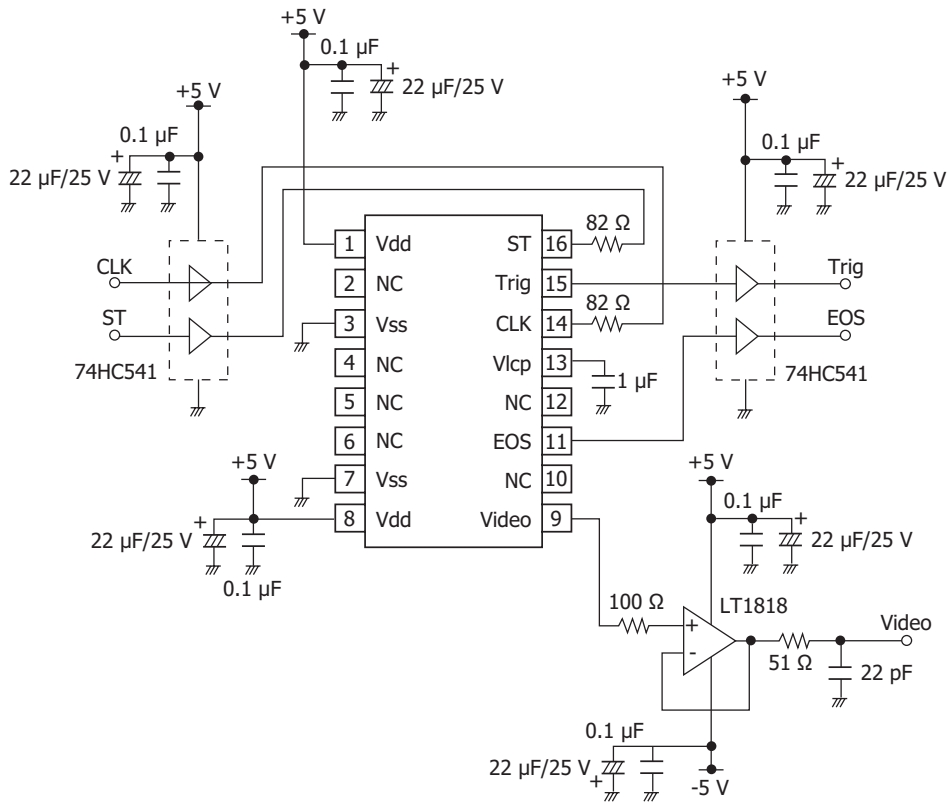 +5 V
0.1 µF
+
22 µF/25 V
+5 V
0.1 µF
+
22 µF/25 V
+5 V
0.1 µF
+
22 µF/25 V
CLK
ST
74HC541
1 Vdd
2 NC
3 Vss
4 NC
5 NC
6 NC
7 Vss
8 Vdd
ST 16
Trig 15
CLK 14
Vlcp 13
NC 12
EOS 11
NC 10
Video 9
82 Ω
82 Ω
1 µF
Trig
EOS
74HC541
+5 V
+
22 µF/25 V
0.1 µF
+5 V
0.1 µF
+
22 µF/25 V
100 Ω
LT1818
+
-
51 Ω
Video
22 pF
0.1 µF
22 µF/25 V
+
-5 V